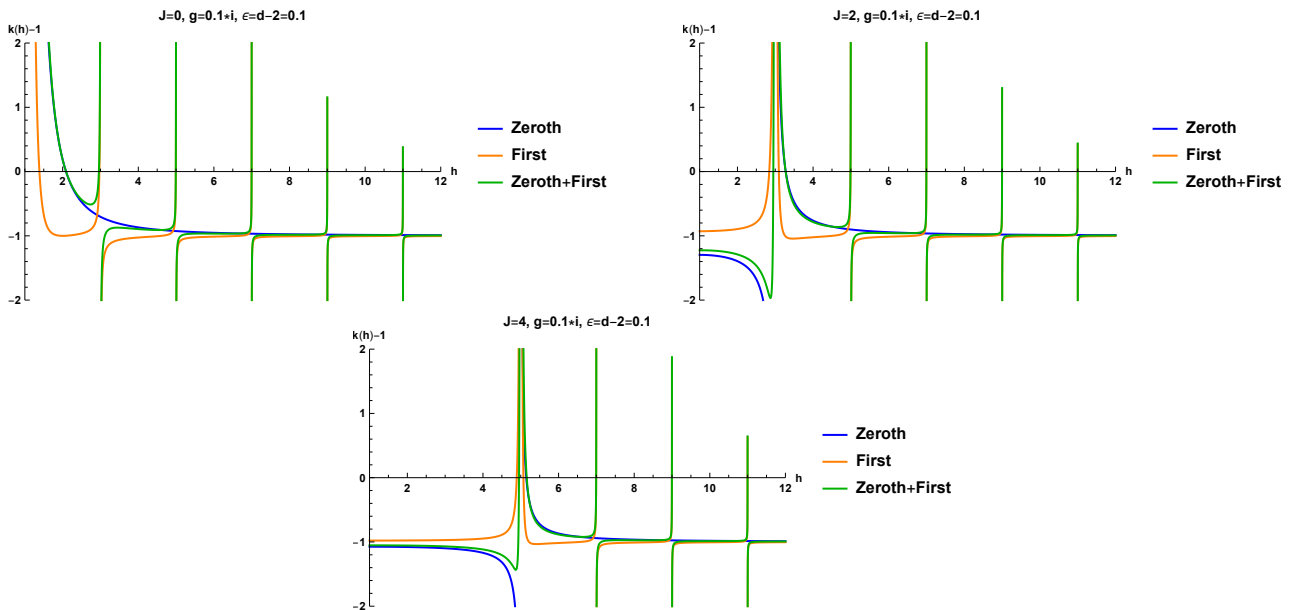 J=0, g=0.1*i, ϵ=d-2=0.1
k(h)-1
2
1
0
-1
-2
2 4 6 8 10 12 h
Zeroth
First
Zeroth+First
J=2, g=0.1*i, ϵ=d-2=0.1
k(h)-1
2
1
0
-1
-2
2 4 6 8 10 12 h
Zeroth
First
Zeroth+First
J=4, g=0.1*i, ϵ=d-2=0.1
k(h)-1
2
1
0
-1
-2
2 4 6 8 10 12 h
Zeroth
First
Zeroth+First